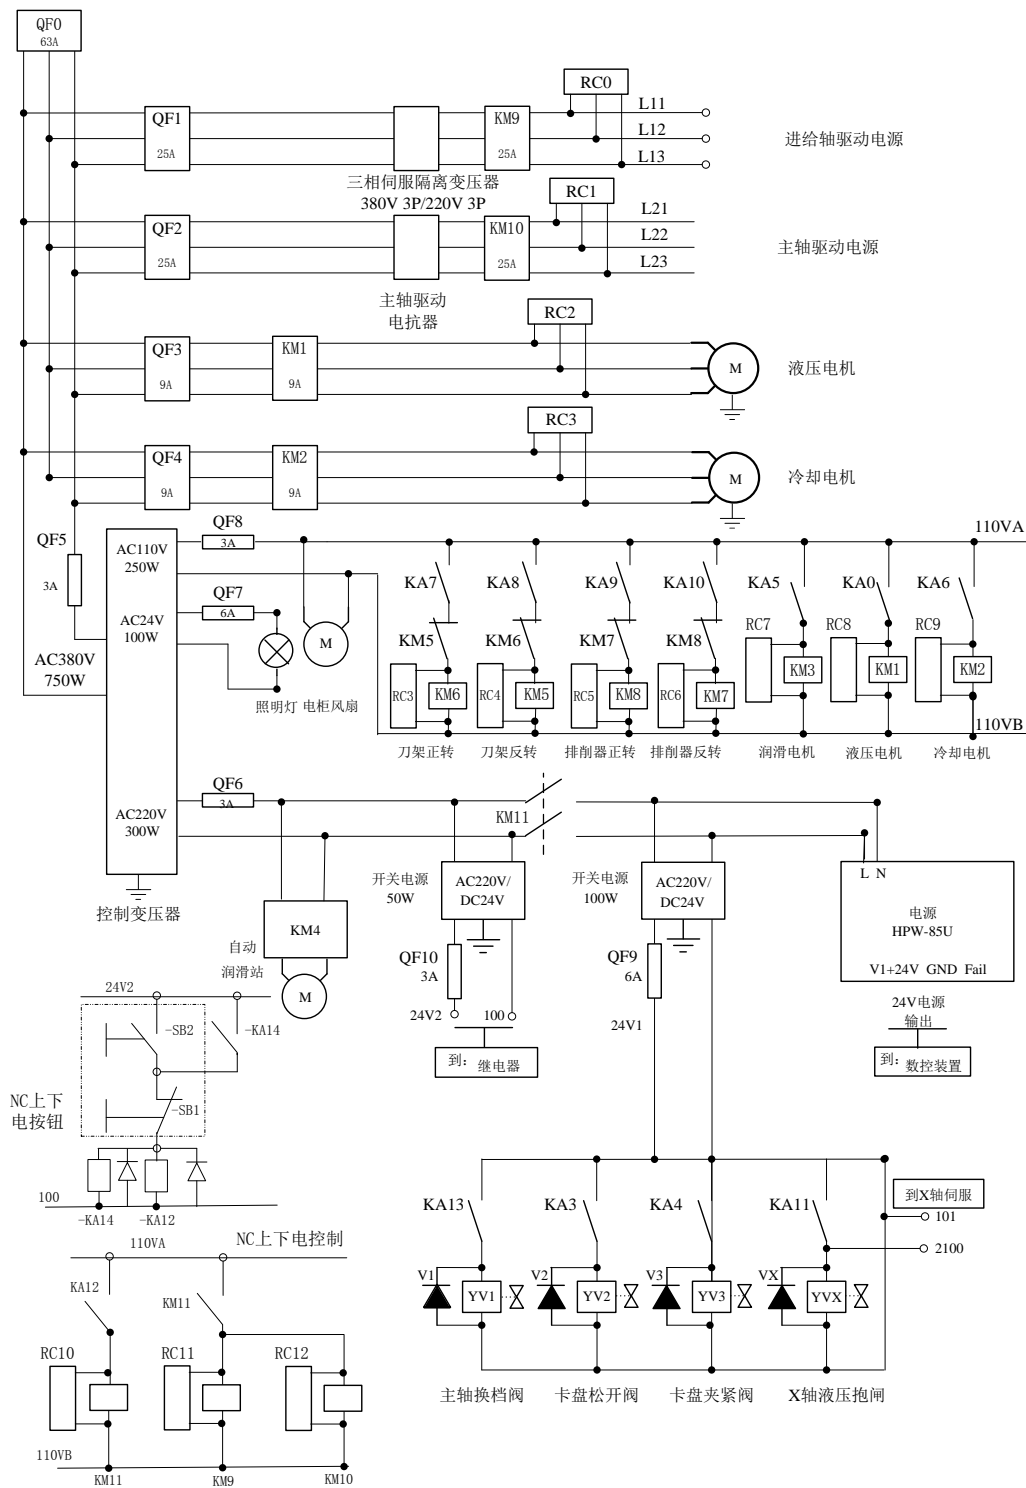 QF0
63A
RC0
QF1
25A
KM9
25A
L11
L12
L13
进给轴驱动电源
三相伺服隔离变压器
380V 3P/220V 3P
RC1
QF2
25A
KM10
25A
L21
L22
L23
主轴驱动电源
主轴驱动
电抗器
RC2
QF3
9A
KM1
9A
M
液压电机
RC3
QF4
9A
KM2
9A
M
冷却电机
QF5
3A
AC380V
750W
AC110V
250W
AC24V
100W
AC220V
300W
QF8
3A
QF7
6A
M
照明灯
电柜风扇
110VA
KA7
KA8
KA9
KA10
KA5
KA0
KA6
KM5
KM6
KM7
KM8
RC7
RC8
RC9
RC3
KM6
RC4
KM5
RC5
KM8
RC6
KM7
KM3
KM1
KM2
110VB
刀架正转
刀架反转
排削器正转
排削器反转
润滑电机
液压电机
冷却电机
QF6
3A
KM11
控制变压器
开关电源
50W
AC220V/
DC24V
开关电源
100W
AC220V/
DC24V
L N
电源
HPW-85U
V1+24V GND Fail
KM4
自动
润滑站
M
QF10
3A
24V2
100
到: 继电器
QF9
6A
24V1
24V电源
输出
到: 数控装置
24V2
-SB2
-KA14
-SB1
NC上下
电按钮
100
-KA14
-KA12
110VA
NC上下电控制
KA12
KM11
RC10
RC11
RC12
110VB
KM11
KM9
KM10
KA13
KA3
KA4
KA11
到X轴伺服
101
2100
V1
YV1
V2
YV2
V3
YV3
VX
YVX
主轴换档阀
卡盘松开阀
卡盘夹紧阀
X轴液压抱闸